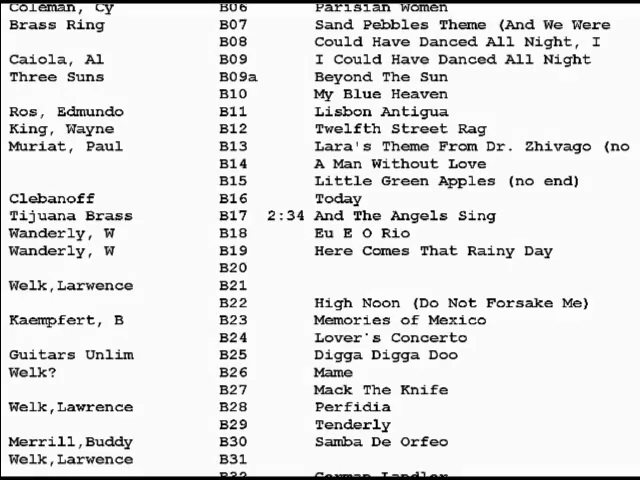 Coleman, Cy B06 Parisian Women
Brass Ring B07 Sand Pebbles Theme (And We Were
B08 Could Have Danced All Night, I
Caiola, Al B09 I Could Have Danced All Night
Three Suns B09a Beyond The Sun
B10 My Blue Heaven
Ros, Edmundo B11 Lisbon Antigua
King, Wayne B12 Twelfth Street Rag
Muriat, Paul B13 Lara's Theme From Dr. Zhivago (no
B14 A Man Without Love
B15 Little Green Apples (no end)
Clebanoff B16 Today
Tijuana Brass B17 2:34 And The Angels Sing
Wanderly, W B18 Eu E O Rio
Wanderly, W B19 Here Comes That Rainy Day
B20
Welk,Larwence B21
B22 High Noon (Do Not Forsake Me)
Kaempfert, B B23 Memories of Mexico
B24 Lover's Concerto
Guitars Unlim B25 Digga Digga Doo
Welk? B26 Mame
B27 Mack The Knife
Welk,Lawrence B28 Perfidia
B29 Tenderly
Merrill,Buddy B30 Samba De Orfeo
Welk,Larwence B31
B32 German Landler